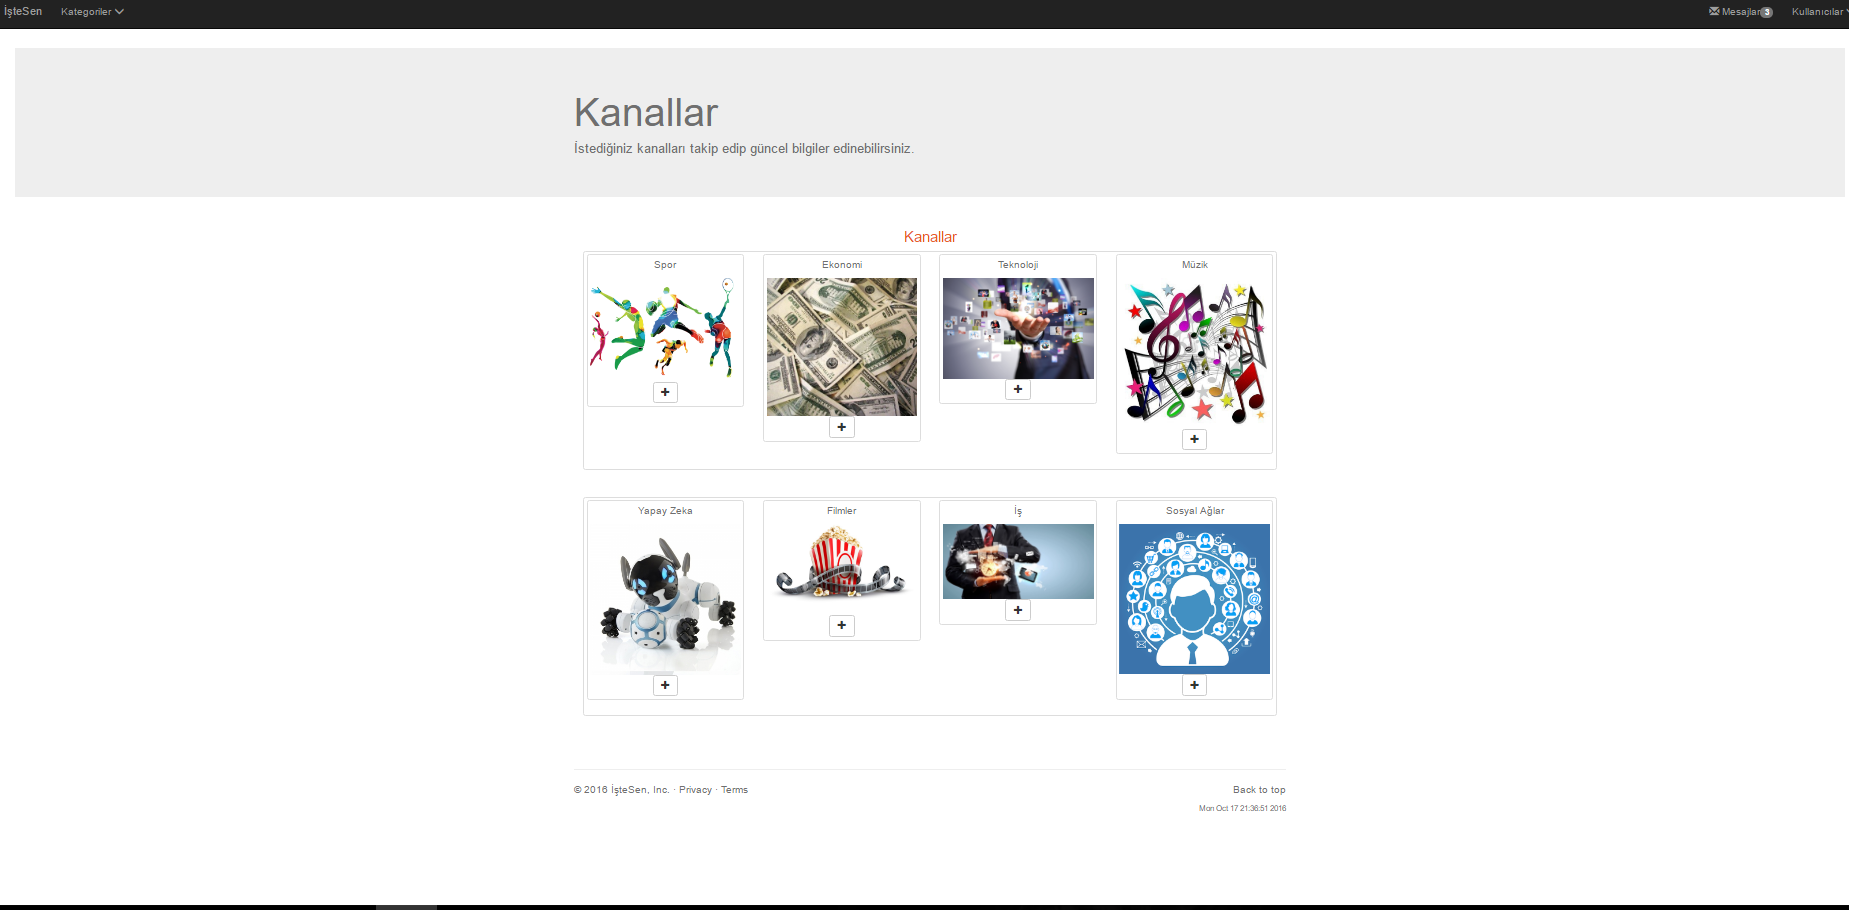 İşteSen Kategoriler Mesajlar 3 Kullanıcılar
Kanallar
İstediğiniz kanalları takip edip güncel bilgiler edinebilirsiniz.
Kanallar
Spor Ekonomi Teknoloji Müzik
Yapay Zeka Filmler İş Sosyal Ağlar
© 2016 İşteSen, Inc. · Privacy · Terms Back to top
Mon Oct 17 21:36:51 2016